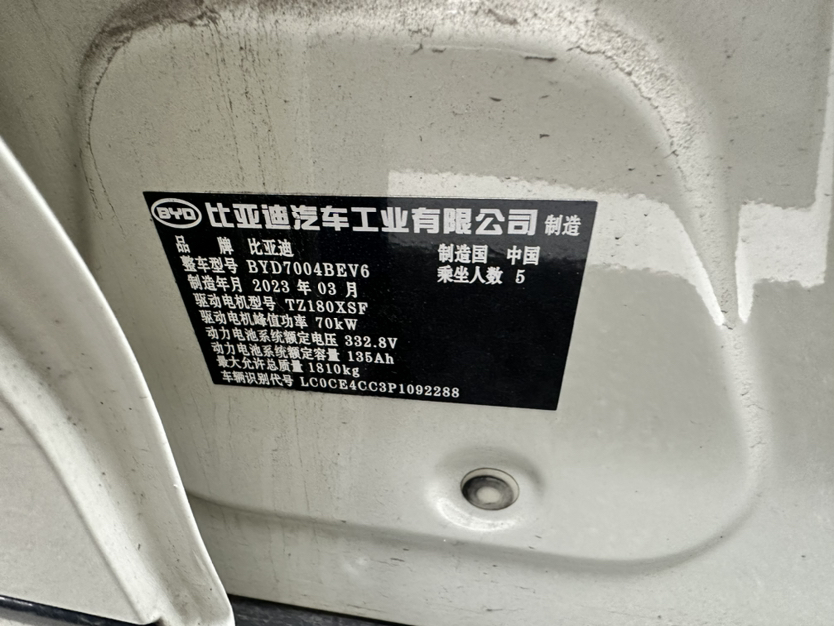 BYD 比亚迪汽车工业有限公司 制造
品 牌 比亚迪 制造国 中国
整车型号 BYD7004BEV6 乘坐人数 5
制造年月 2023 年 03 月
驱动电机型号 TZ180XSF
驱动电机峰值功率 70kW
动力电池系统额定电压 332.8V
动力电池系统额定容量 135Ah
最大允许总质量 1810kg
车辆识别代号 LC0CE4CC3P1092288